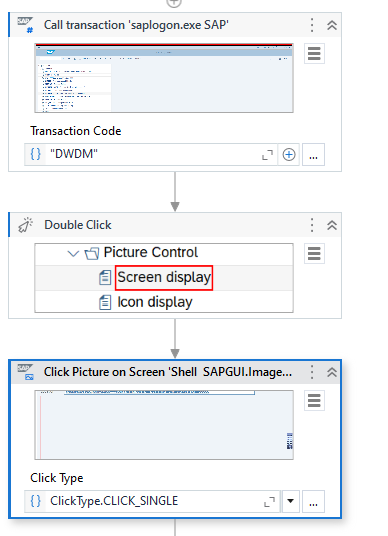 Call transaction 'saplogon.exe SAP'
Transaction Code
{ } "DWDM"
...
Double Click
Picture Control
Screen display
Icon display
Click Picture on Screen 'Shell SAPGUI.Image...
Click Type
{ } ClickType.CLICK_SINGLE
...